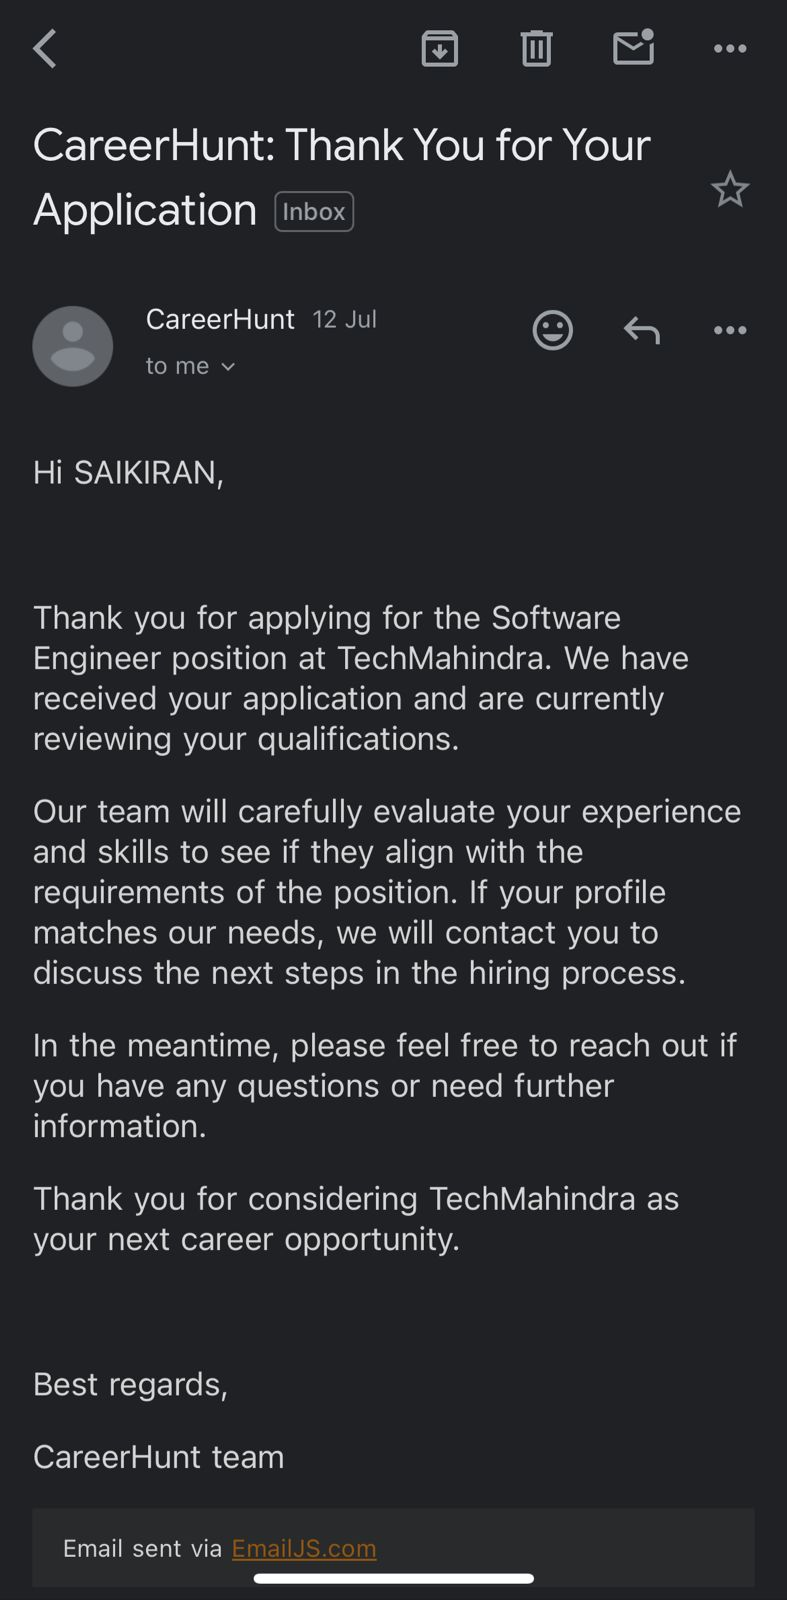 CareerHunt: Thank You for Your
Application Inbox
CareerHunt 12 Jul
to me
Hi SAIKIRAN,
Thank you for applying for the Software
Engineer position at TechMahindra. We have
received your application and are currently
reviewing your qualifications.
Our team will carefully evaluate your experience
and skills to see if they align with the
requirements of the position. If your profile
matches our needs, we will contact you to
discuss the next steps in the hiring process.
In the meantime, please feel free to reach out if
you have any questions or need further
information.
Thank you for considering TechMahindra as
your next career opportunity.
Best regards,
CareerHunt team
Email sent via EmailJS.com